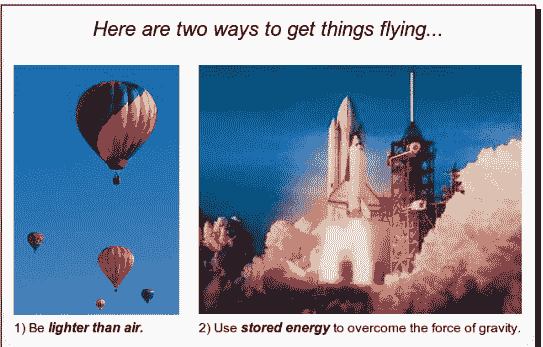 Here are two ways to get things flying...
1) Be lighter than air.
2) Use stored energy to overcome the force of gravity.